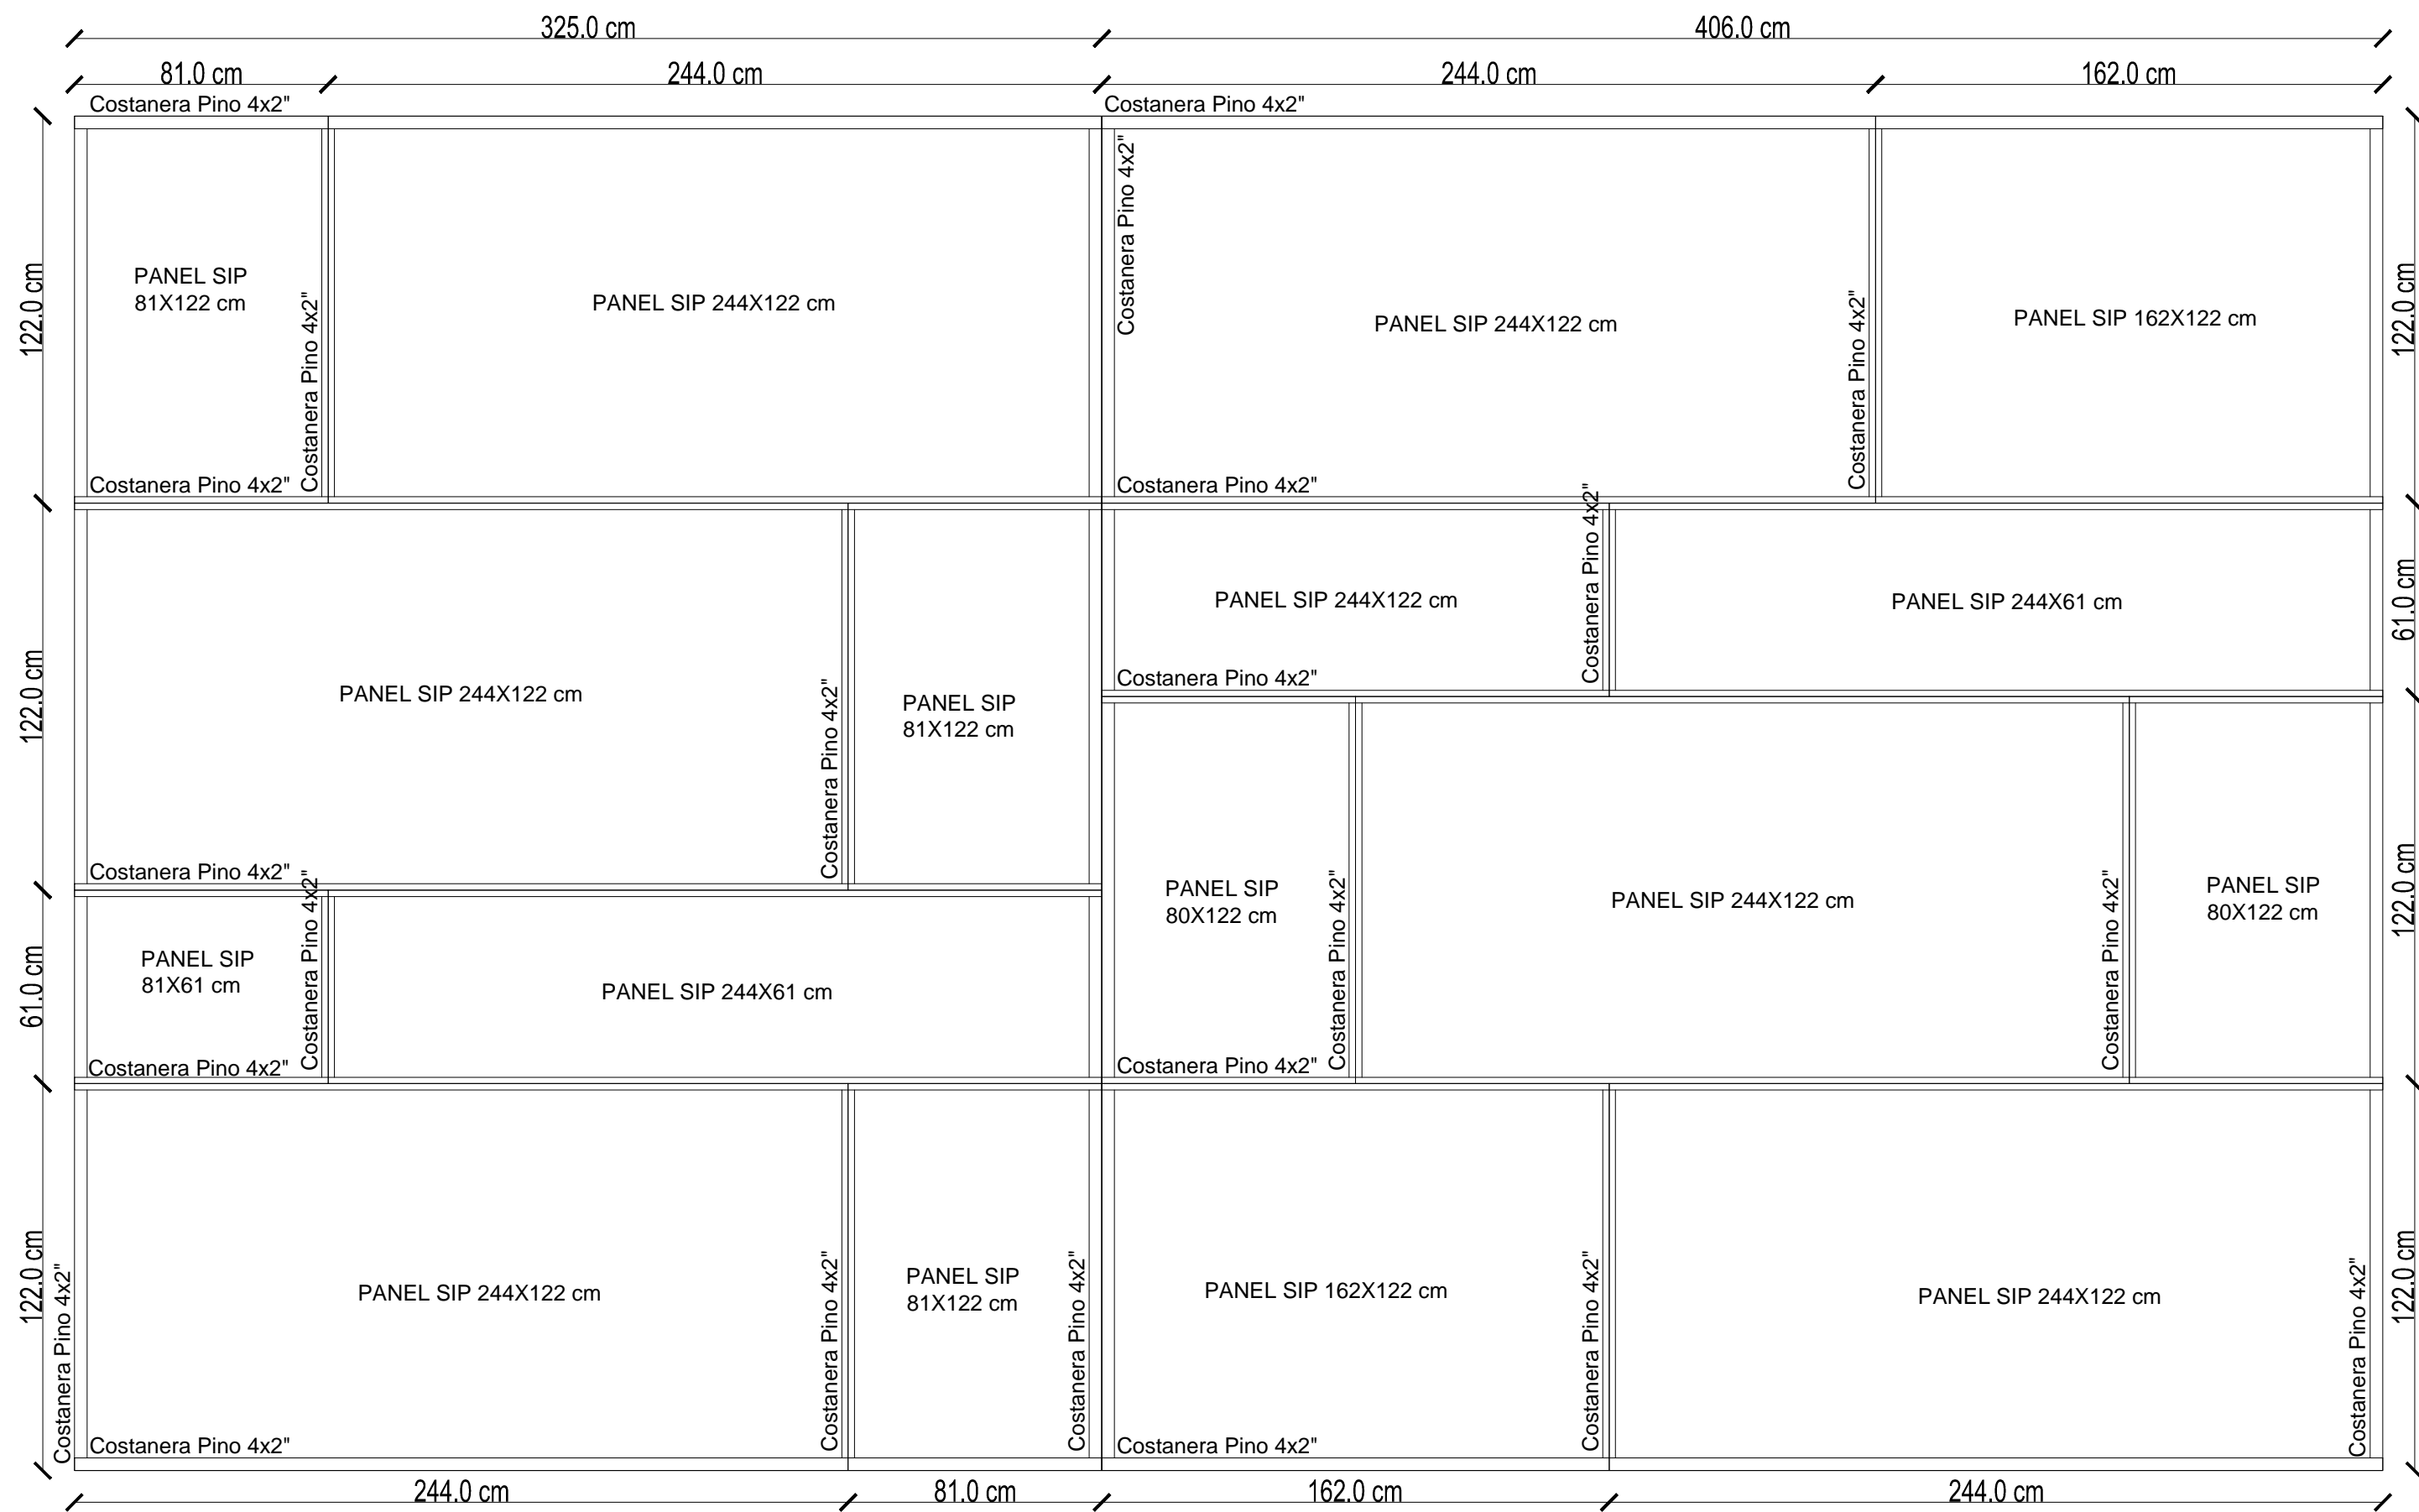 325.0 cm
406.0 cm
81.0 cm
244.0 cm
244.0 cm
162.0 cm
Costanera Pino 4x2"
Costanera Pino 4x2"
122.0 cm
PANEL SIP
81X122 cm
Costanera Pino 4x2"
PANEL SIP 244X122 cm
Costanera Pino 4x2"
PANEL SIP 244X122 cm
Costanera Pino 4x2"
PANEL SIP 162X122 cm
122.0 cm
Costanera Pino 4x2"
Costanera Pino 4x2"
122.0 cm
PANEL SIP 244X122 cm
Costanera Pino 4x2"
PANEL SIP
81X122 cm
PANEL SIP 244X122 cm
Costanera Pino 4x2"
PANEL SIP 244X61 cm
61.0 cm
Costanera Pino 4x2"
Costanera Pino 4x2"
61.0 cm
PANEL SIP
81X61 cm
Costanera Pino 4x2"
PANEL SIP 244X61 cm
PANEL SIP
80X122 cm
Costanera Pino 4x2"
PANEL SIP 244X122 cm
Costanera Pino 4x2"
PANEL SIP
80X122 cm
122.0 cm
Costanera Pino 4x2"
Costanera Pino 4x2"
122.0 cm
Costanera Pino 4x2"
PANEL SIP 244X122 cm
Costanera Pino 4x2"
PANEL SIP
81X122 cm
Costanera Pino 4x2"
PANEL SIP 162X122 cm
Costanera Pino 4x2"
PANEL SIP 244X122 cm
Costanera Pino 4x2"
122.0 cm
Costanera Pino 4x2"
Costanera Pino 4x2"
244.0 cm
81.0 cm
162.0 cm
244.0 cm